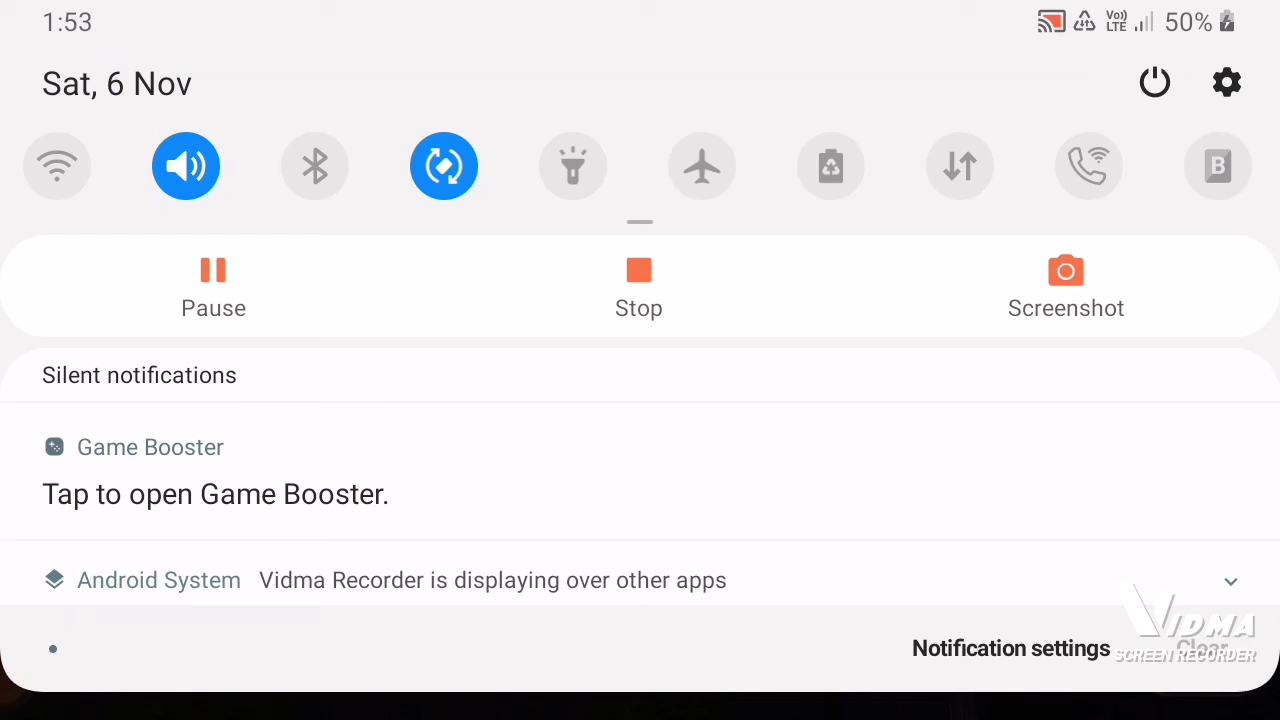 1:53
Vo)) LTE 50%
Sat, 6 Nov
B
Pause Stop Screenshot
Silent notifications
Game Booster
Tap to open Game Booster.
Android System Vidma Recorder is displaying over other apps
Notification settings Clear
VIDMA
SCREEN RECORDER